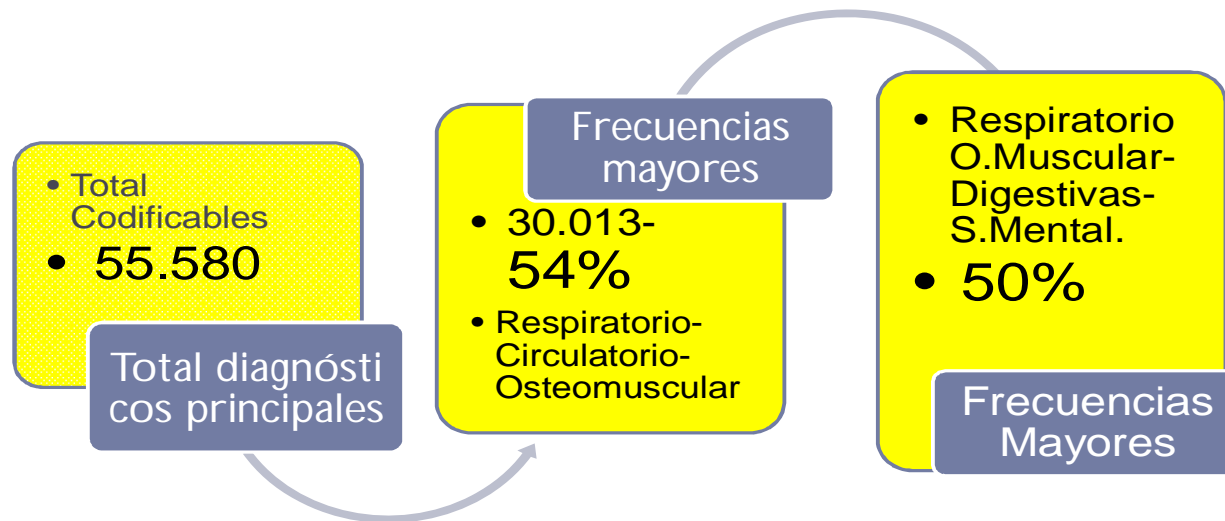 • Total
Codificables
• 55.580
Total diagnósti
cos principales
Frecuencias
mayores
• 30.013-
54%
• Respiratorio-
Circulatorio-
Osteomuscular
• Respiratorio
O.Muscular-
Digestivas-
S.Mental.
• 50%
Frecuencias
Mayores